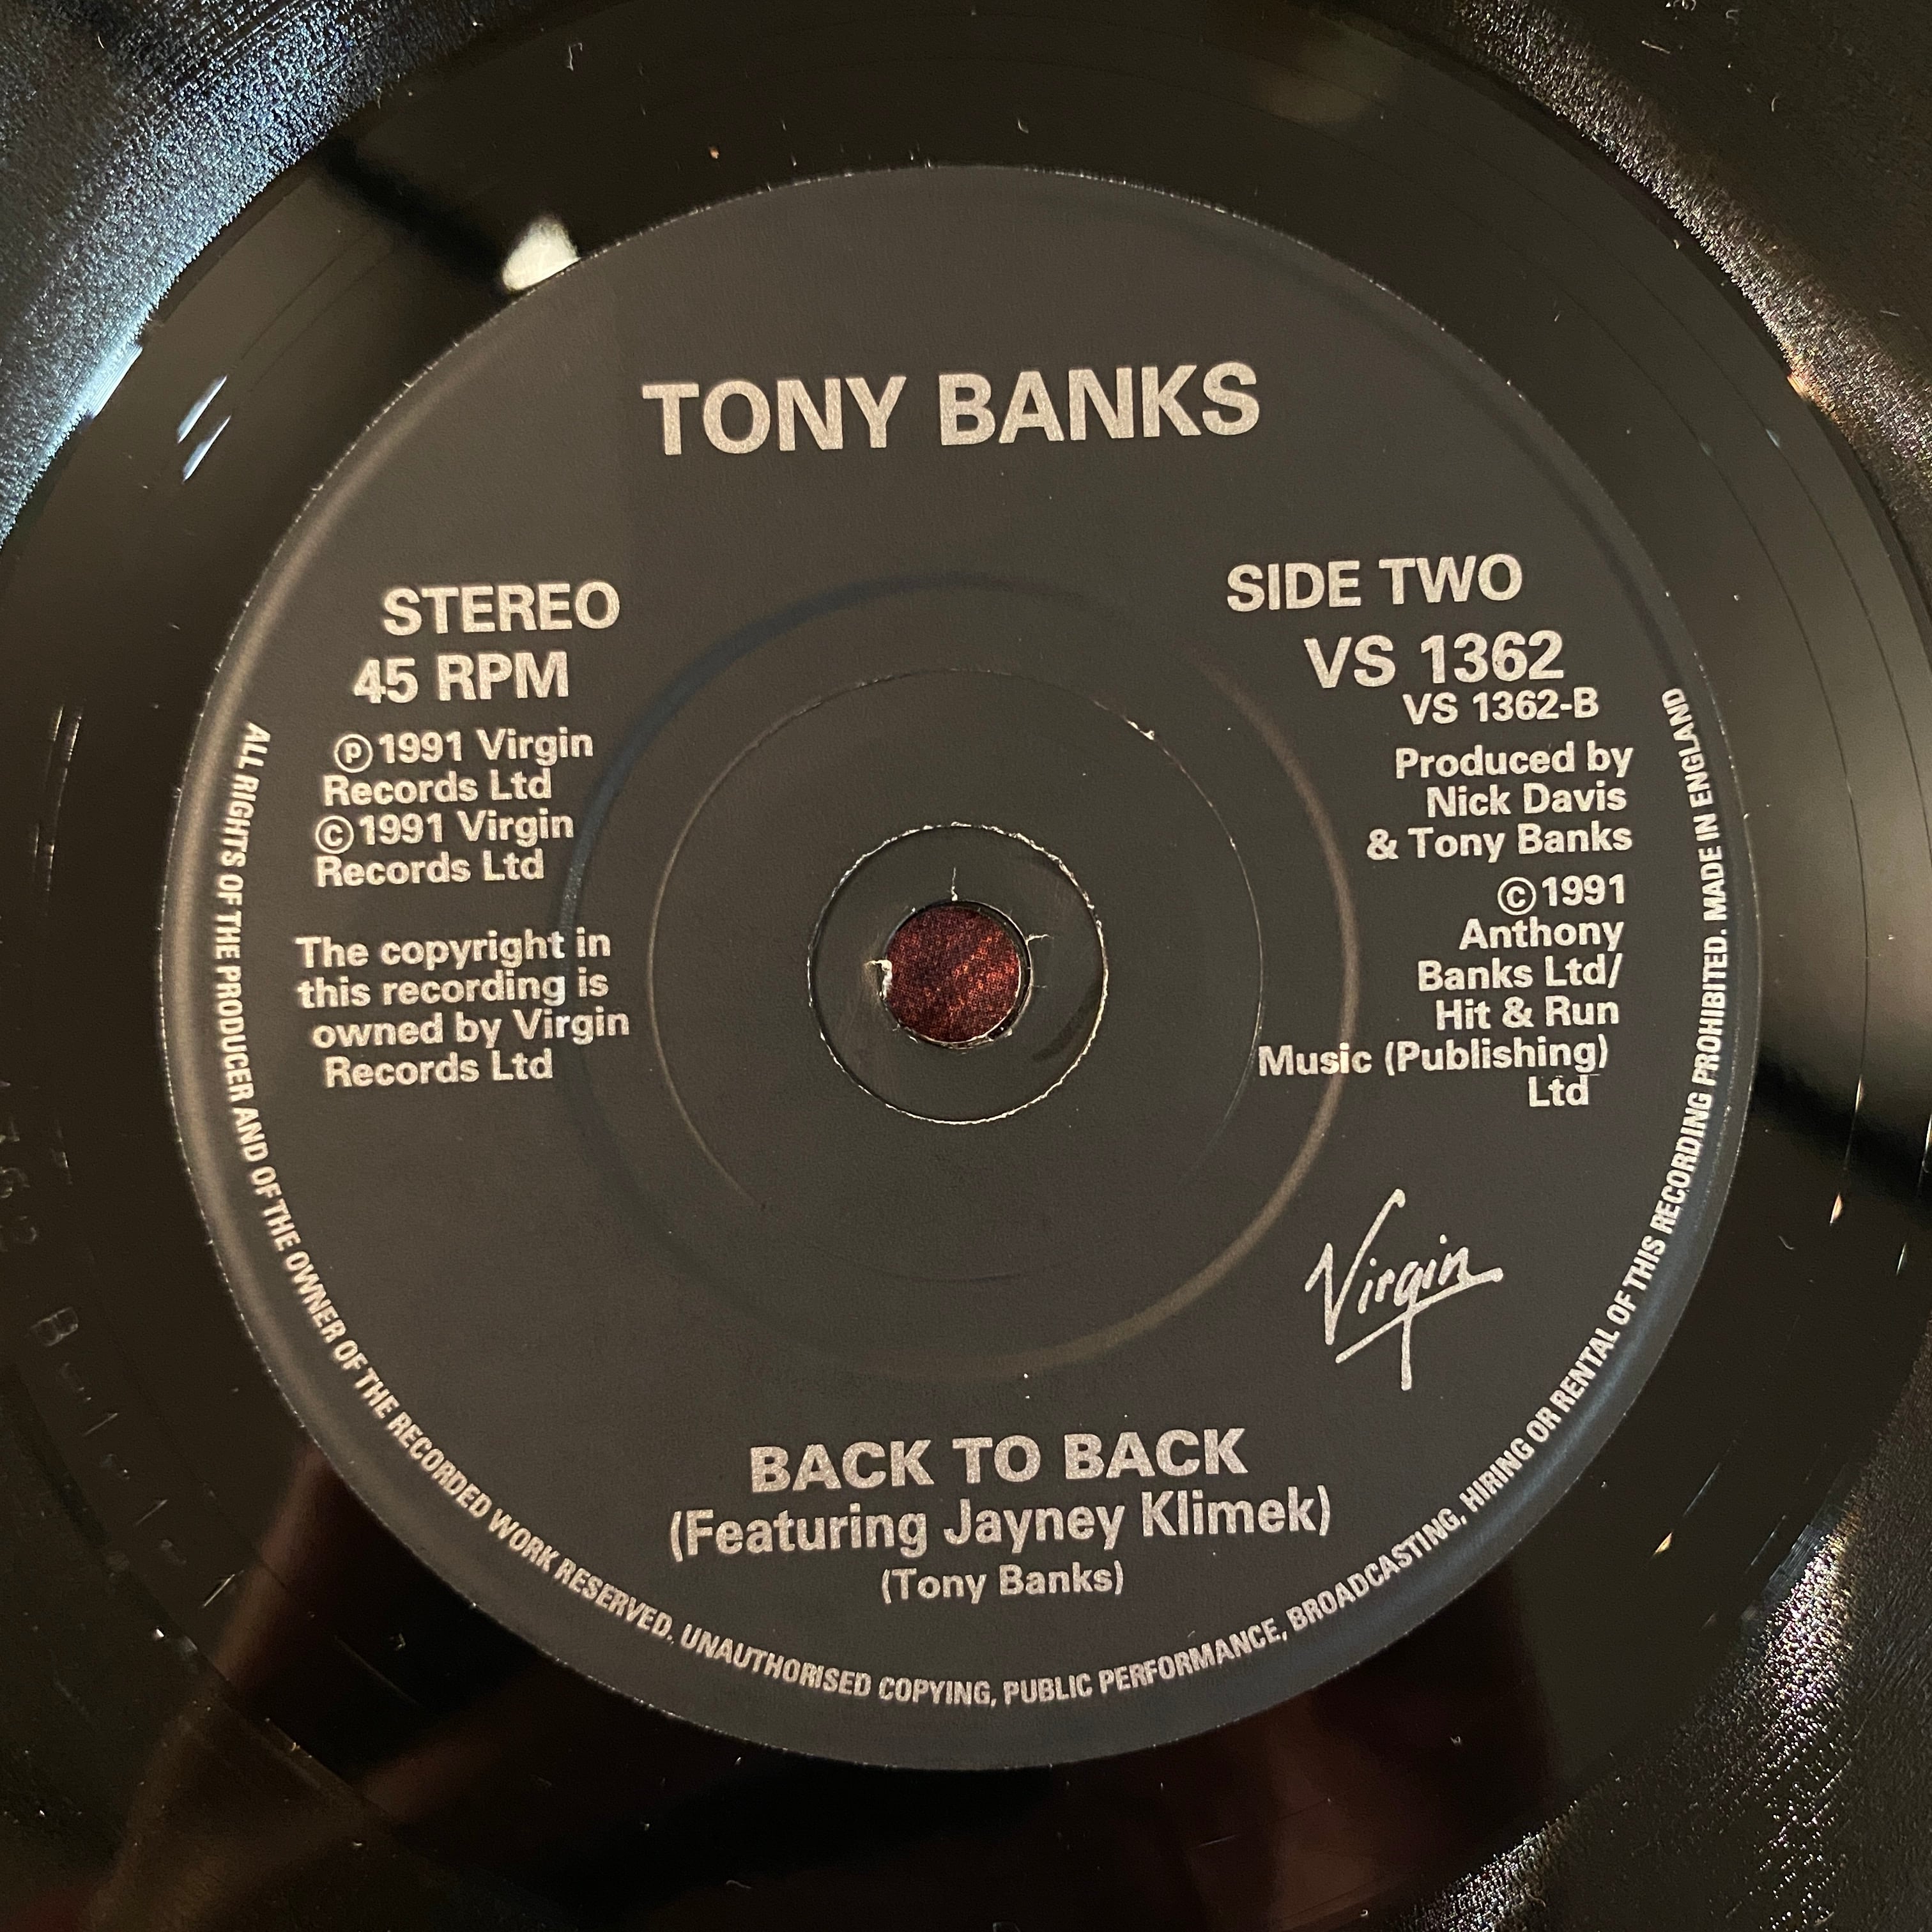 TONY BANKS
STEREO
45 RPM
℗1991 Virgin
Records Ltd
©1991 Virgin
Records Ltd
The copyright in
this recording is
owned by Virgin
Records Ltd
SIDE TWO
VS 1362
VS 1362-B
Produced by
Nick Davis
& Tony Banks
©1991
Anthony
Banks Ltd/
Hit & Run
Music (Publishing)
Ltd
Virgin
BACK TO BACK
(Featuring Jayney Klimek)
(Tony Banks)
ALL RIGHTS OF THE PRODUCER AND OF THE OWNER OF THE RECORDED WORK RESERVED. UNAUTHORISED COPYING, PUBLIC PERFORMANCE, BROADCASTING, HIRING OR RENTAL OF THIS RECORDING PROHIBITED. MADE IN ENGLAND